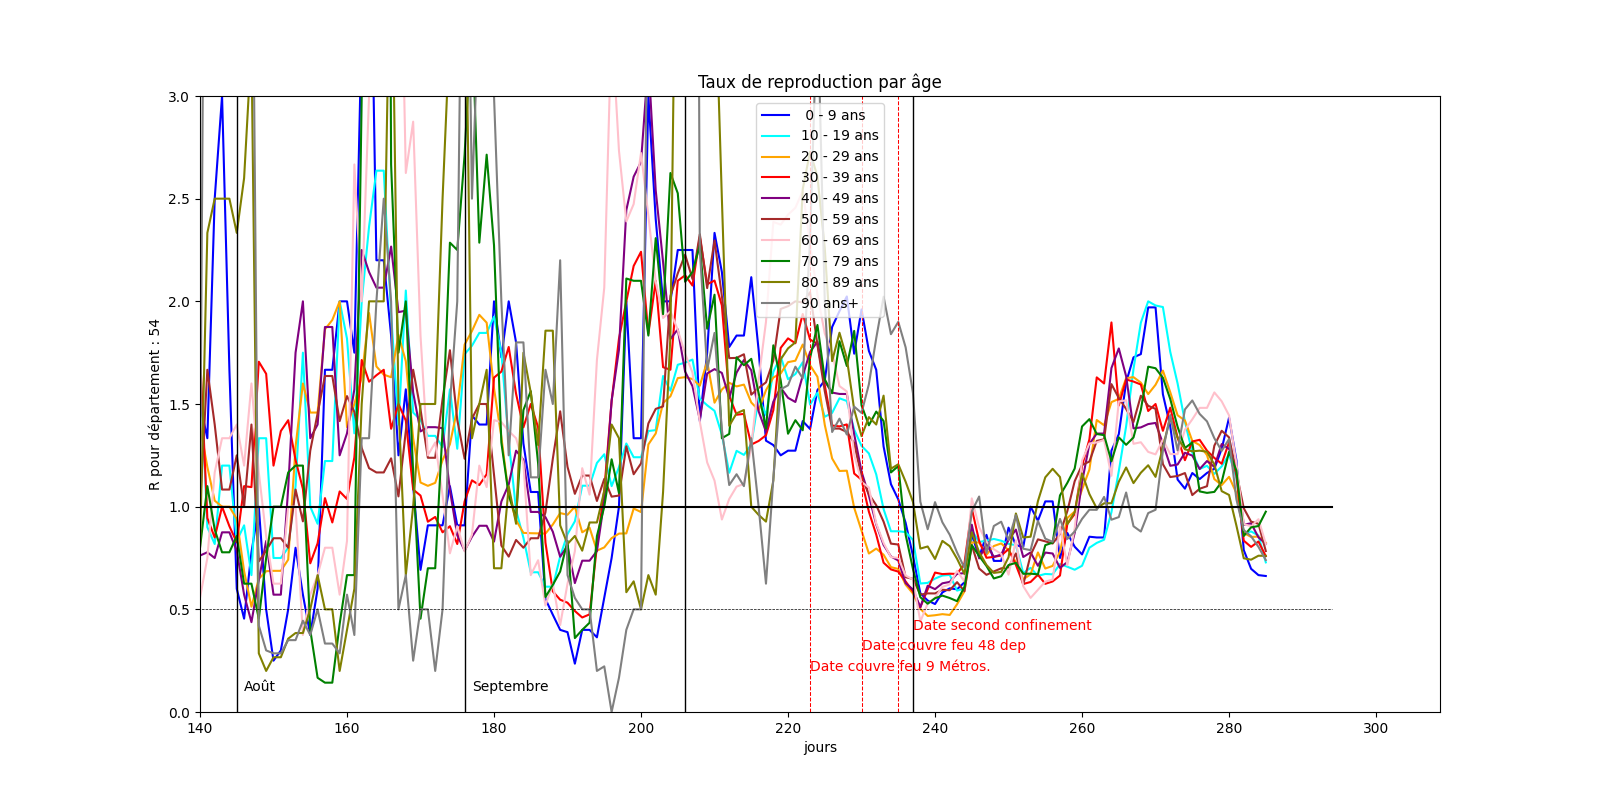 Taux de reproduction par âge
R pour département : 54
3.0
2.5
2.0
1.5
1.0
0.5
0.0
0 - 9 ans
10 - 19 ans
20 - 29 ans
30 - 39 ans
40 - 49 ans
50 - 59 ans
60 - 69 ans
70 - 79 ans
80 - 89 ans
90 ans+
Date second confinement
Date couvre feu 48 dep
Date couvre feu 9 Métros.
Août
Septembre
140
160
180
200
220
240
260
280
300
jours